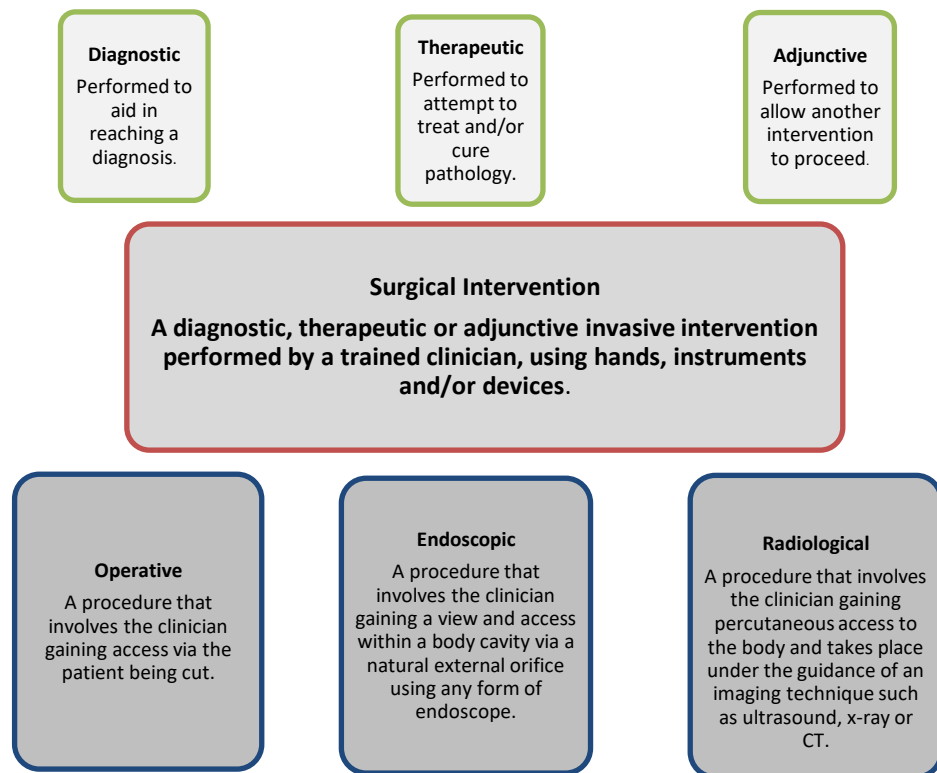 Diagnostic
Performed to
aid in
reaching a
diagnosis.
Therapeutic
Performed to
attempt to
treat and/or
cure
pathology.
Adjunctive
Performed to
allow another
intervention
to proceed.
Surgical Intervention
A diagnostic, therapeutic or adjunctive invasive intervention
performed by a trained clinician, using hands, instruments
and/or devices.
Operative
A procedure that
involves the clinician
gaining access via the
patient being cut.
Endoscopic
A procedure that
involves the clinician
gaining a view and access
within a body cavity via a
natural external orifice
using any form of
endoscope.
Radiological
A procedure that involves
the clinician gaining
percutaneous access to
the body and takes place
under the guidance of an
imaging technique such
as ultrasound, x-ray or
CT.